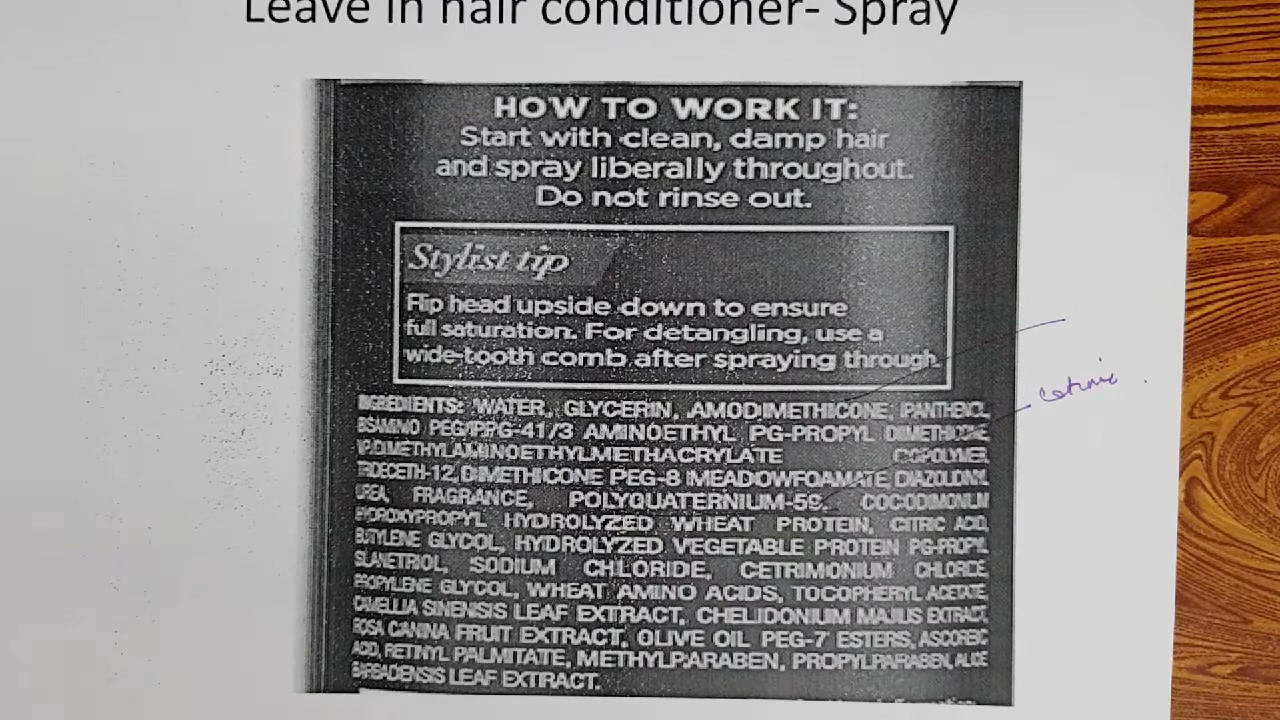 Leave in hair conditioner- Spray
HOW TO WORK IT:
Start with clean, damp hair
and spray liberally throughout.
Do not rinse out.
Stylist tip
Flip head upside down to ensure
full saturation. For detangling, use a
wide-tooth comb after spraying through.
INGREDIENTS: WATER, GLYCERIN, AMODIMETHICONE, PANTHENOL,
BISAMINO PEG/PPG-41/3 AMINOETHYL PG-PROPYL DIMETHICONE,
VP/DIMETHYLAMINOETHYLMETHACRYLATE COPOLYMER,
TRIDECETH-12, DIMETHICONE PEG-8 MEADOWFOAMATE, DIAZOLIDINYL
UREA, FRAGRANCE, POLYQUATERNIUM-59, COCODIMONIUM
HYDROXYPROPYL HYDROLYZED WHEAT PROTEIN, CITRIC ACID,
BUTYLENE GLYCOL, HYDROLYZED VEGETABLE PROTEIN PG-PROPYL
SILANETRIOL, SODIUM CHLORIDE, CETRIMONIUM CHLORIDE,
PROPYLENE GLYCOL, WHEAT AMINO ACIDS, TOCOPHERYL ACETATE,
CAMELLIA SINENSIS LEAF EXTRACT, CHELIDONIUM MAJUS EXTRACT,
ROSA CANINA FRUIT EXTRACT, OLIVE OIL PEG-7 ESTERS, ASCORBIC
ACID, RETINYL PALMITATE, METHYLPARABEN, PROPYLPARABEN, ALOE
BARBADENSIS LEAF EXTRACT.